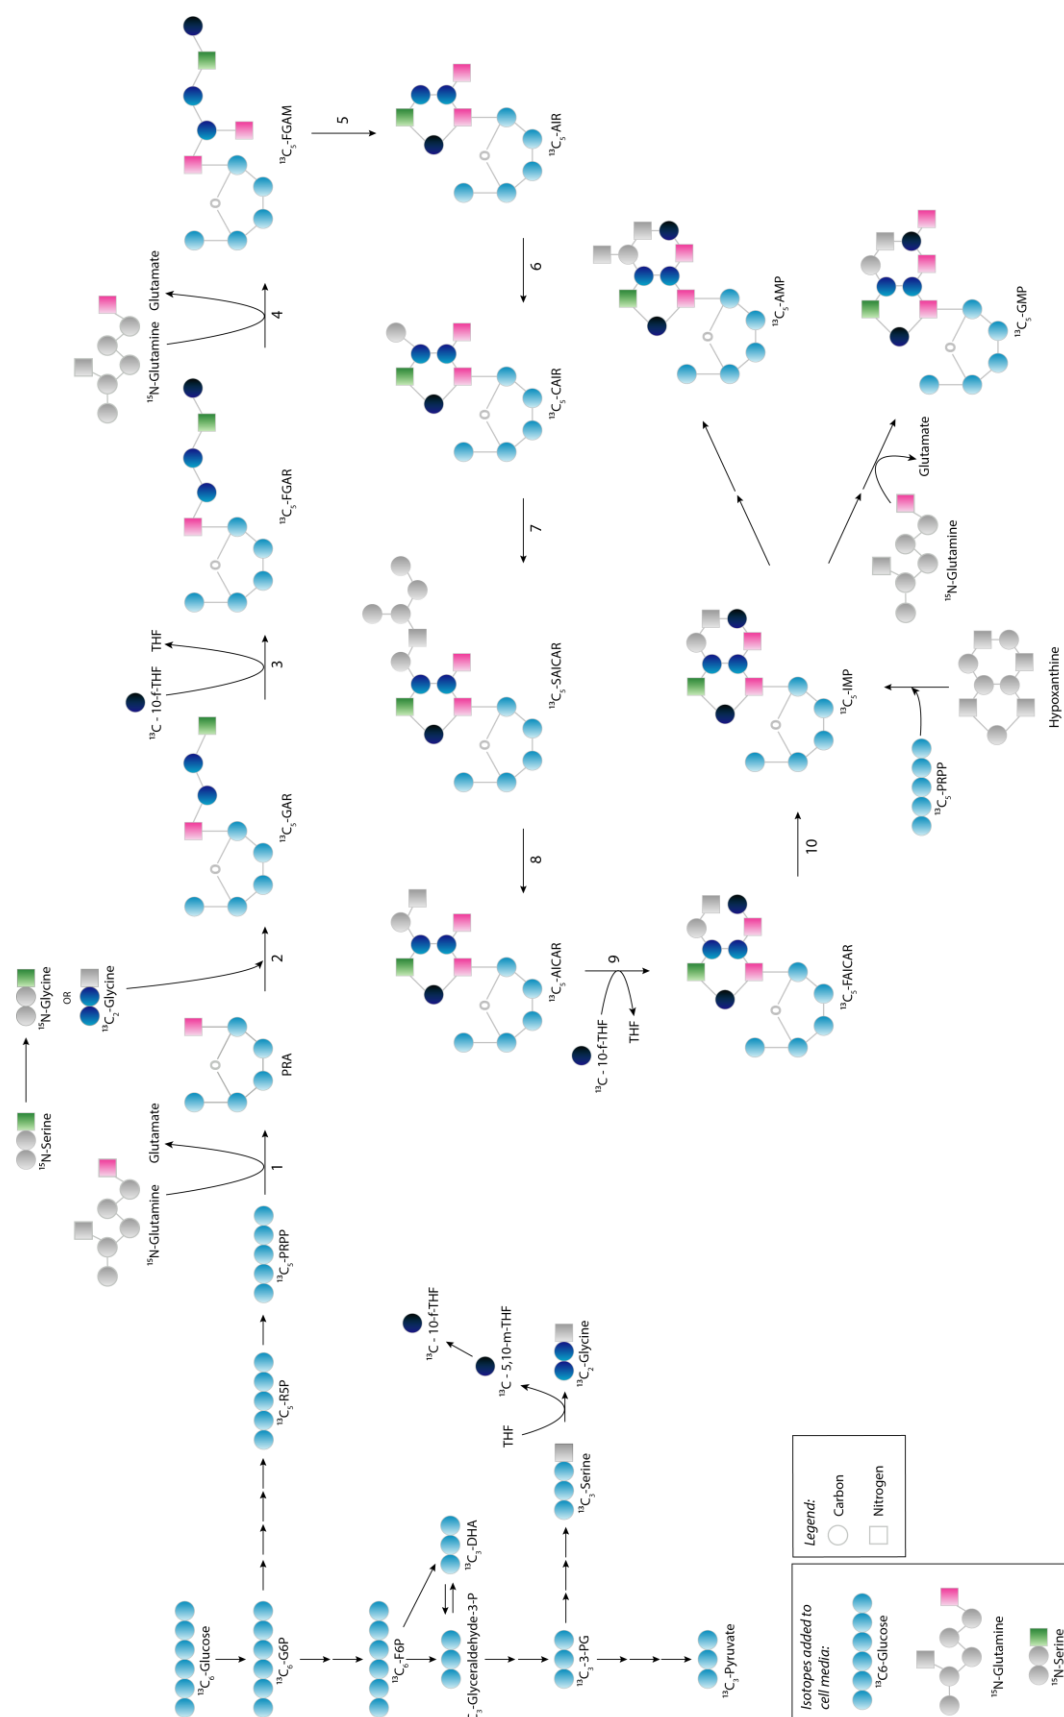 ¹³C₆-Glucose
¹³C₆-G6P
¹³C₅-R5P
¹³C₅-PRPP
¹⁵N-Glutamine
Glutamate
1
PRA
¹⁵N-Serine
¹⁵N-Glycine
OR
¹³C₂-Glycine
2
O
¹³C₅-GAR
¹³C - 10-f-THF
THF
3
O
¹³C₅-FGAR
¹⁵N-Glutamine
Glutamate
4
O
¹³C₅-FGAM
O
5
¹³C₅-AIR
O
6
¹³C₅-CAIR
O
7
¹³C₅-SAICAR
O
8
¹³C₅-AICAR
O
9
¹³C - 10-f-THF
THF
¹³C₅-FAICAR
O
10
¹³C₅-IMP
O
¹³C₅-PRPP
Hypoxanthine
¹³C₅-AMP
O
¹⁵N-Glutamine
Glutamate
¹³C₅-GMP
O
¹³C₆-F6P
¹³C₃-DHA
₃-Glyceraldehyde-3-P
¹³C₃-3-PG
¹³C₃-Serine
THF
¹³C - 5,10-m-THF
¹³C - 10-f-THF
¹³C₂-Glycine
¹³C₃-Pyruvate
Isotopes added to
cell media:
¹³C6-Glucose
¹⁵N-Glutamine
¹⁵N-Serine
Legend:
Carbon
Nitrogen